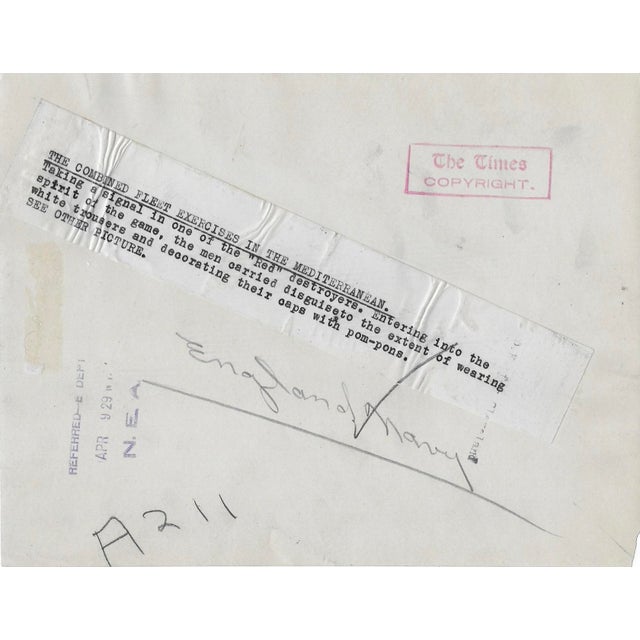 The Times
COPYRIGHT.
THE COMBINED FLEET EXERCISES IN THE MEDITERRANEAN.
Taking a signal in one of the "Red" destroyers. Entering into the
spirit of the game, the men carried disguiseto the extent of wearing
white trousers and decorating their caps with pom-pons.
SEE OTHER PICTURE.
England Navy
REFERRED DEPT
APR 9 29
N. E. A.
A211